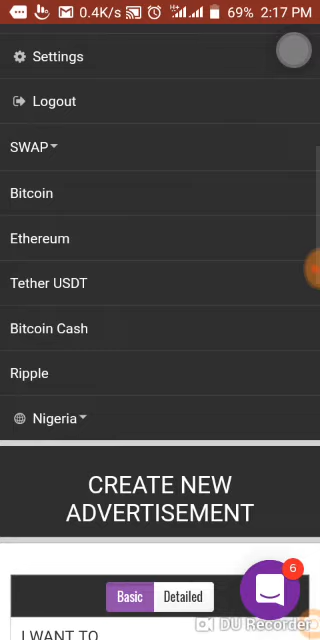 0.4K/s 69% 2:17 PM
Settings
Logout
SWAP
Bitcoin
Ethereum
Tether USDT
Bitcoin Cash
Ripple
Nigeria
CREATE NEW
ADVERTISEMENT
6
Basic Detailed
DU Recorder
I WANT TO